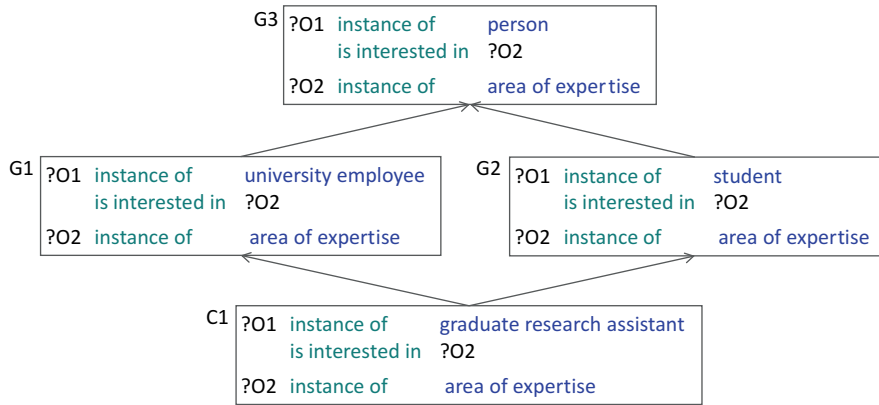 G3 ?O1 instance of person
is interested in ?O2
?O2 instance of area of expertise
G1 ?O1 instance of university employee
is interested in ?O2
?O2 instance of area of expertise
G2 ?O1 instance of student
is interested in ?O2
?O2 instance of area of expertise
C1 ?O1 instance of graduate research assistant
is interested in ?O2
?O2 instance of area of expertise